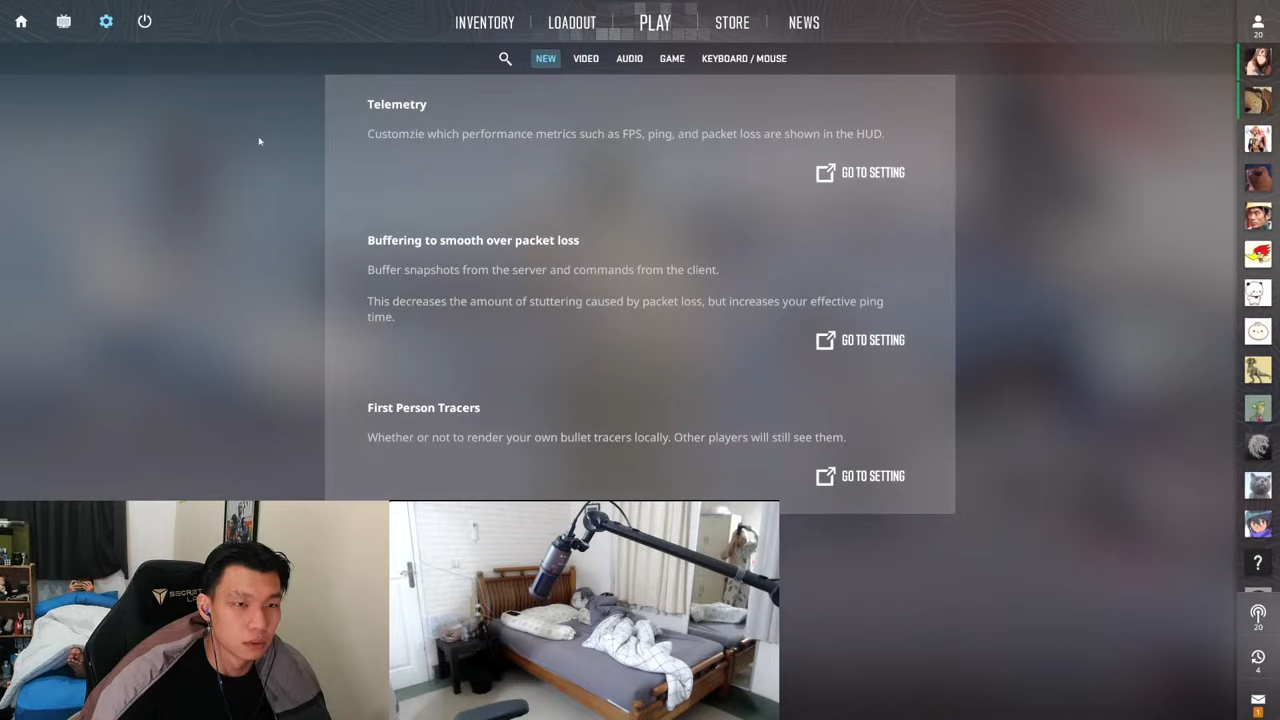 INVENTORY
LOADOUT
PLAY
STORE
NEWS
20
NEW
VIDEO
AUDIO
GAME
KEYBOARD / MOUSE
Telemetry
Customzie which performance metrics such as FPS, ping, and packet loss are shown in the HUD.
GO TO SETTING
Buffering to smooth over packet loss
Buffer snapshots from the server and commands from the client.
This decreases the amount of stuttering caused by packet loss, but increases your effective ping
time.
GO TO SETTING
First Person Tracers
Whether or not to render your own bullet tracers locally. Other players will still see them.
GO TO SETTING
?
20
4
1